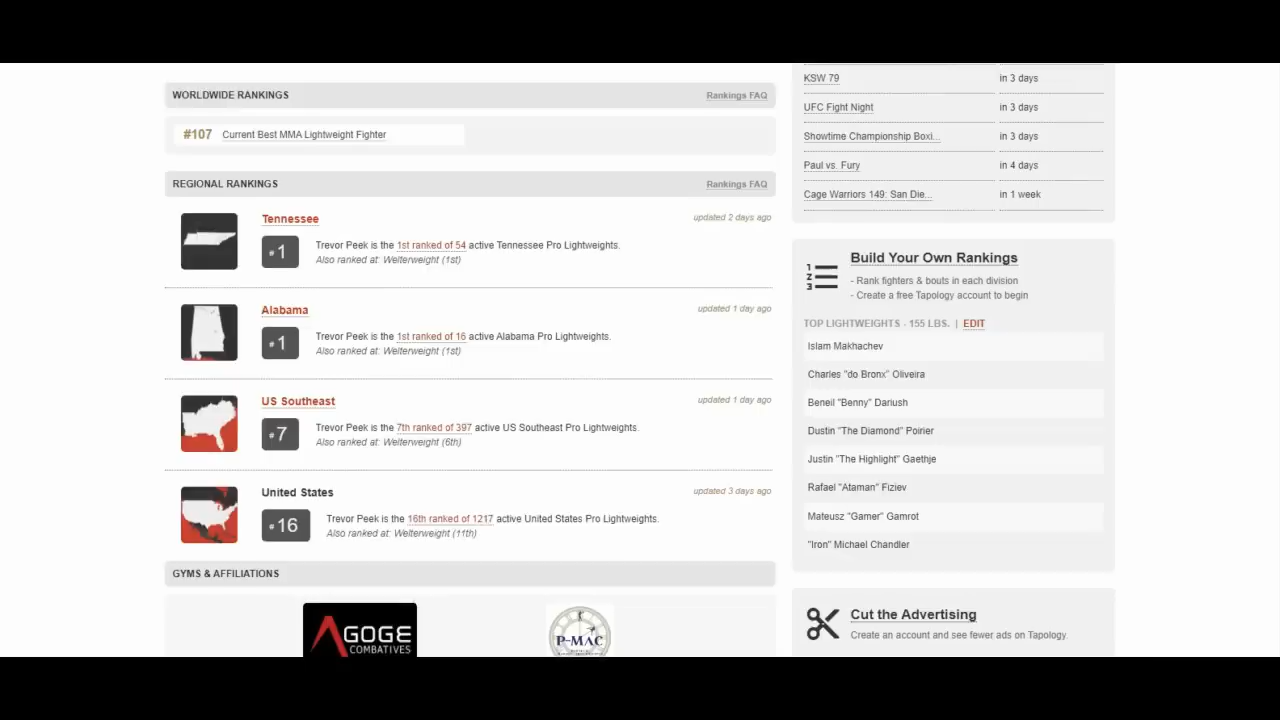 WORLDWIDE RANKINGS
Rankings FAQ
#107 Current Best MMA Lightweight Fighter
REGIONAL RANKINGS
Rankings FAQ
Tennessee
updated 2 days ago
#1
Trevor Peek is the 1st ranked of 54 active Tennessee Pro Lightweights.
Also ranked at: Welterweight (1st)
Alabama
updated 1 day ago
#1
Trevor Peek is the 1st ranked of 16 active Alabama Pro Lightweights.
Also ranked at: Welterweight (1st)
US Southeast
updated 1 day ago
#7
Trevor Peek is the 7th ranked of 397 active US Southeast Pro Lightweights.
Also ranked at: Welterweight (6th)
United States
updated 3 days ago
#16
Trevor Peek is the 16th ranked of 1217 active United States Pro Lightweights.
Also ranked at: Welterweight (11th)
GYMS & AFFILIATIONS
AGOGE
COMBATIVES
P-MAC
KSW 79 in 3 days
UFC Fight Night in 3 days
Showtime Championship Boxi... in 3 days
Paul vs. Fury in 4 days
Cage Warriors 149: San Die... in 1 week
1
2
3
Build Your Own Rankings
- Rank fighters & bouts in each division
- Create a free Tapology account to begin
TOP LIGHTWEIGHTS - 155 LBS. | EDIT
Islam Makhachev
Charles "do Bronx" Oliveira
Beneil "Benny" Dariush
Dustin "The Diamond" Poirier
Justin "The Highlight" Gaethje
Rafael "Ataman" Fiziev
Mateusz "Gamer" Gamrot
"Iron" Michael Chandler
Cut the Advertising
Create an account and see fewer ads on Tapology.